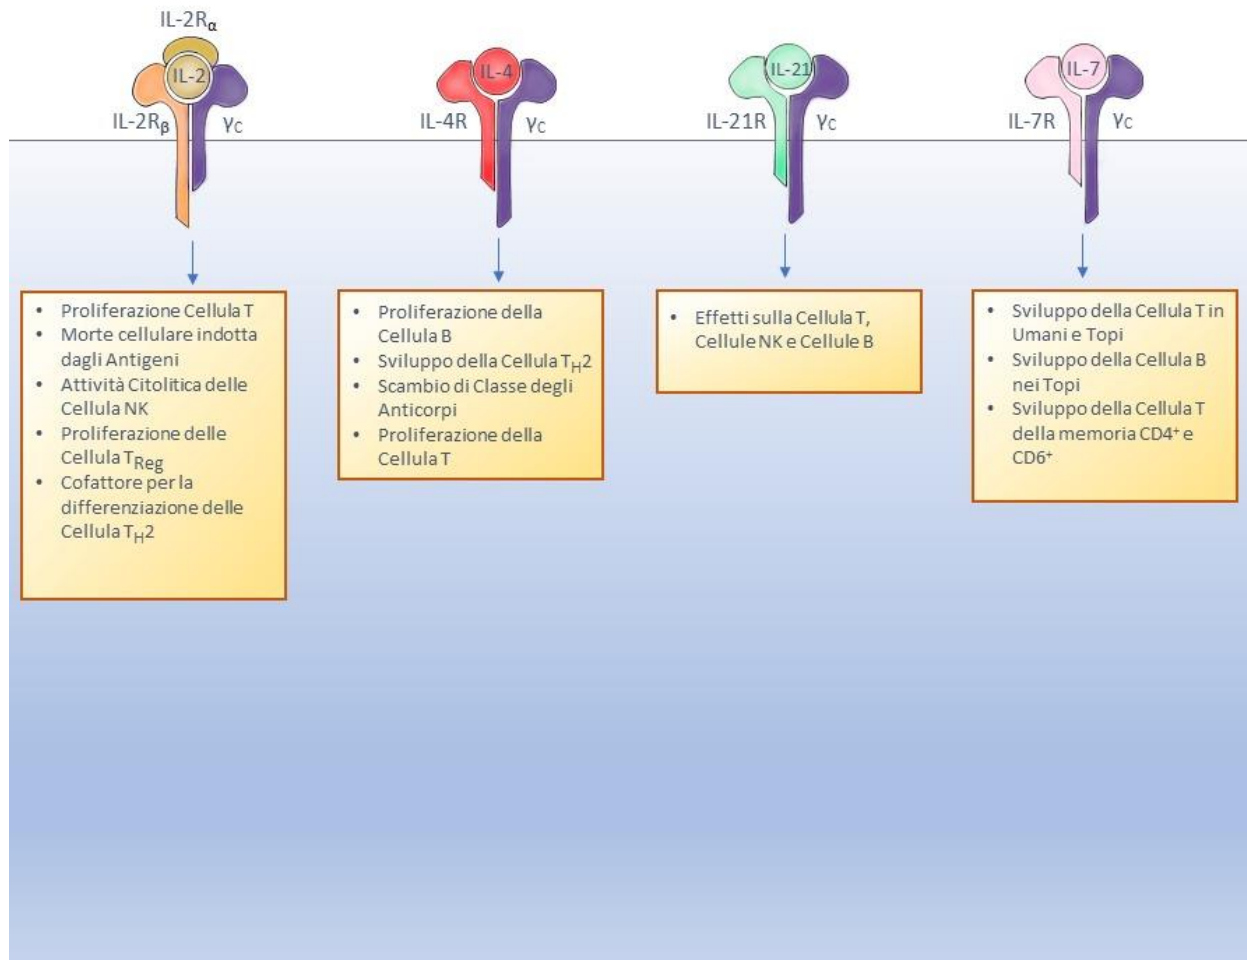 IL-2Rα
IL-2
IL-2Rβ
γc
IL-4
IL-4R
γc
IL-21
IL-21R
γc
IL-7
IL-7R
γc
• Proliferazione Cellula T
• Morte cellulare indotta
dagli Antigeni
• Attività Citolitica delle
Cellula NK
• Proliferazione delle
Cellula TReg
• Cofattore per la
differenziazione delle
Cellula TH2
• Proliferazione della
Cellula B
• Sviluppo della Cellula TH2
• Scambio di Classe degli
Anticorpi
• Proliferazione della
Cellula T
• Effetti sulla Cellula T,
Cellule NK e Cellule B
• Sviluppo della Cellula T in
Umani e Topi
• Sviluppo della Cellula B
nei Topi
• Sviluppo della Cellula T
della memoria CD4⁺ e
CD6⁺